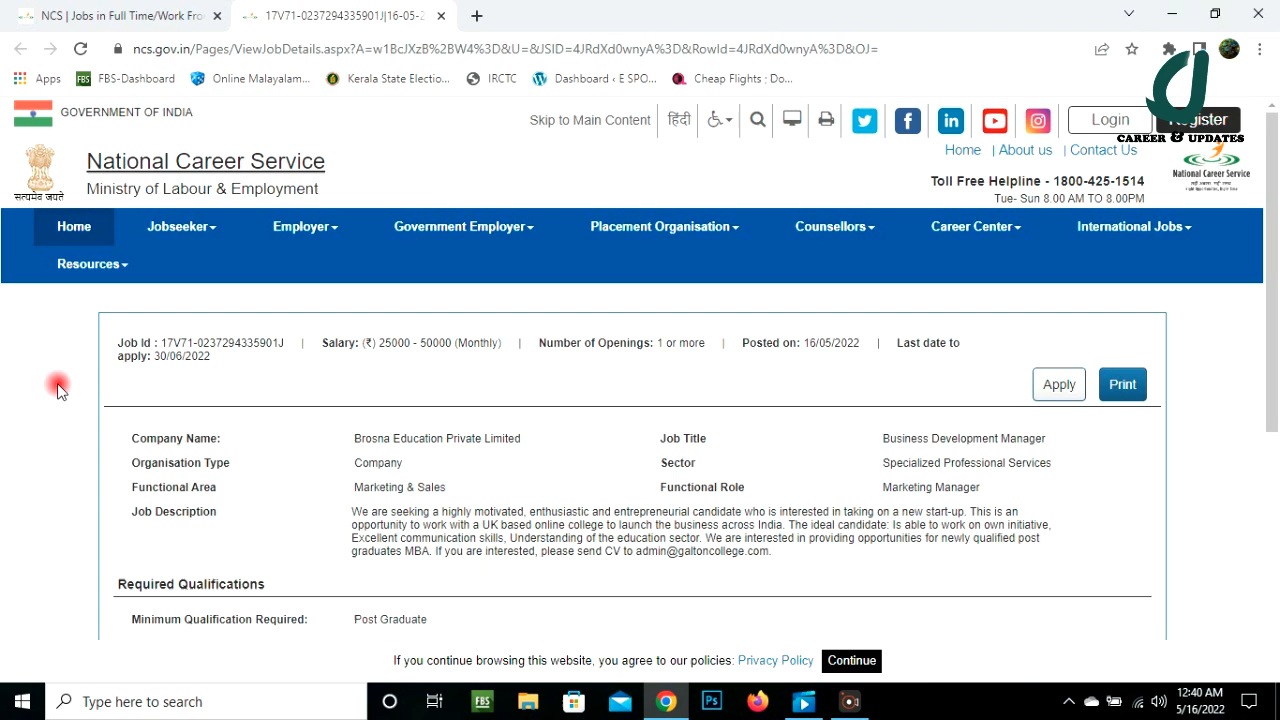 NCS | Jobs in Full Time/Work Fro
17V71-0237294335901J|16-05-2
ncs.gov.in/Pages/ViewJobDetails.aspx?A=w1BcJXzB%2BW4%3D&U=&JSID=4JRdXd0wnyA%3D&RowId=4JRdXd0wnyA%3D&OJ=
Apps FBS-Dashboard Online Malayalam... Kerala State Electio... IRCTC Dashboard ‹ E SPO... Cheap Flights ; Do...
GOVERNMENT OF INDIA
Skip to Main Content हिंदी Login Register
CAREER & UPDATES
National Career Service
Ministry of Labour & Employment
सत्यमेव जयते
Home | About us | Contact Us
Toll Free Helpline - 1800-425-1514
Tue- Sun 8.00 AM TO 8.00PM
National Career Service
Home Jobseeker Employer Government Employer Placement Organisation Counsellors Career Center International Jobs
Resources
Job Id : 17V71-0237294335901J | Salary: (₹) 25000 - 50000 (Monthly) | Number of Openings: 1 or more | Posted on: 16/05/2022 | Last date to
apply: 30/06/2022
Apply Print
Company Name: Brosna Education Private Limited Job Title Business Development Manager
Organisation Type Company Sector Specialized Professional Services
Functional Area Marketing & Sales Functional Role Marketing Manager
Job Description We are seeking a highly motivated, enthusiastic and entrepreneurial candidate who is interested in taking on a new start-up. This is an
opportunity to work with a UK based online college to launch the business across India. The ideal candidate: Is able to work on own initiative,
Excellent communication skills, Understanding of the education sector. We are interested in providing opportunities for newly qualified post
graduates MBA. If you are interested, please send CV to admin@galtoncollege.com.
Required Qualifications
Minimum Qualification Required: Post Graduate
If you continue browsing this website, you agree to our policies: Privacy Policy Continue
Type here to search
FBS
Ps
12:40 AM
5/16/2022